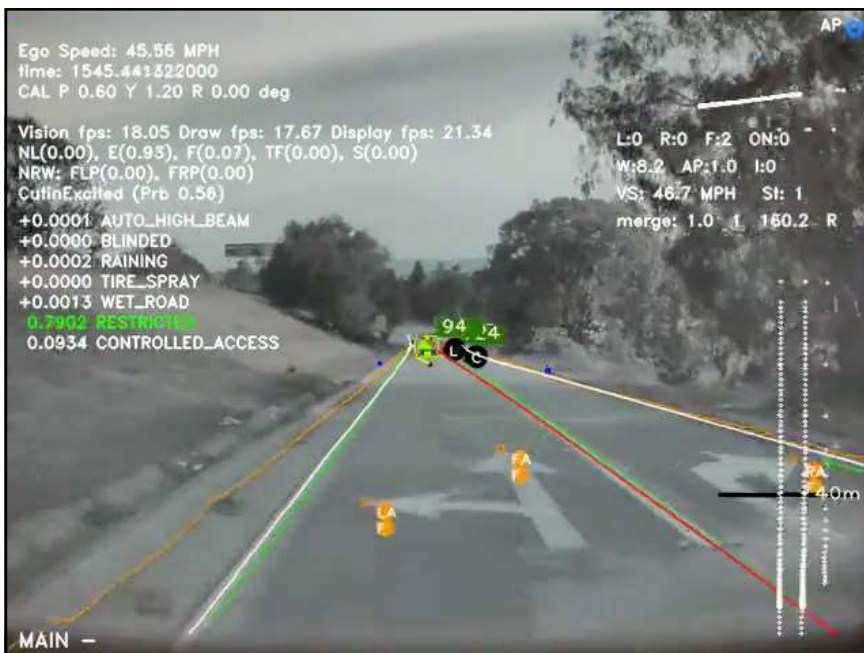 AP
Ego Speed: 45.56 MPH
time: 1545.441322000
CAL P 0.60 Y 1.20 R 0.00 deg
Vision fps: 18.05 Draw fps: 17.67 Display fps: 21.34
NL(0.00), E(0.93), F(0.07), TF(0.00), S(0.00)
NRW: FLP(0.00), FRP(0.00)
CutinExcited (Prb 0.56)
+0.0001 AUTO_HIGH_BEAM
+0.0000 BLINDED
+0.0002 RAINING
+0.0000 TIRE_SPRAY
+0.0013 WET_ROAD
0.7902 RESTRICTED
0.0934 CONTROLLED_ACCESS
L:0 R:0 F:2 ON:0
W:8.2 AP:1.0 I:0
VS: 46.7 MPH St: 1
merge: 1.0 1 160.2 R
94
24
L
C
FA
F
LA
F
RA
40m
MAIN -